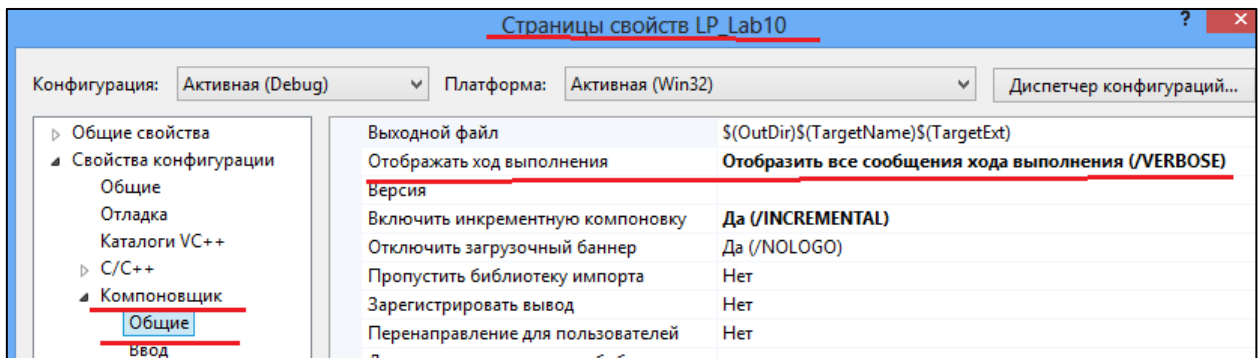 Страницы свойств LP_Lab10
?
Конфигурация: Активная (Debug) Платформа: Активная (Win32) Диспетчер конфигураций...
Общие свойства
Свойства конфигурации
Общие
Отладка
Каталоги VC++
C/C++
Компоновщик
Общие
Ввод
Выходной файл $(OutDir)$(TargetName)$(TargetExt)
Отображать ход выполнения Отобразить все сообщения хода выполнения (/VERBOSE)
Версия
Включить инкрементную компоновку Да (/INCREMENTAL)
Отключить загрузочный баннер Да (/NOLOGO)
Пропустить библиотеку импорта Нет
Зарегистрировать вывод Нет
Перенаправление для пользователей Нет